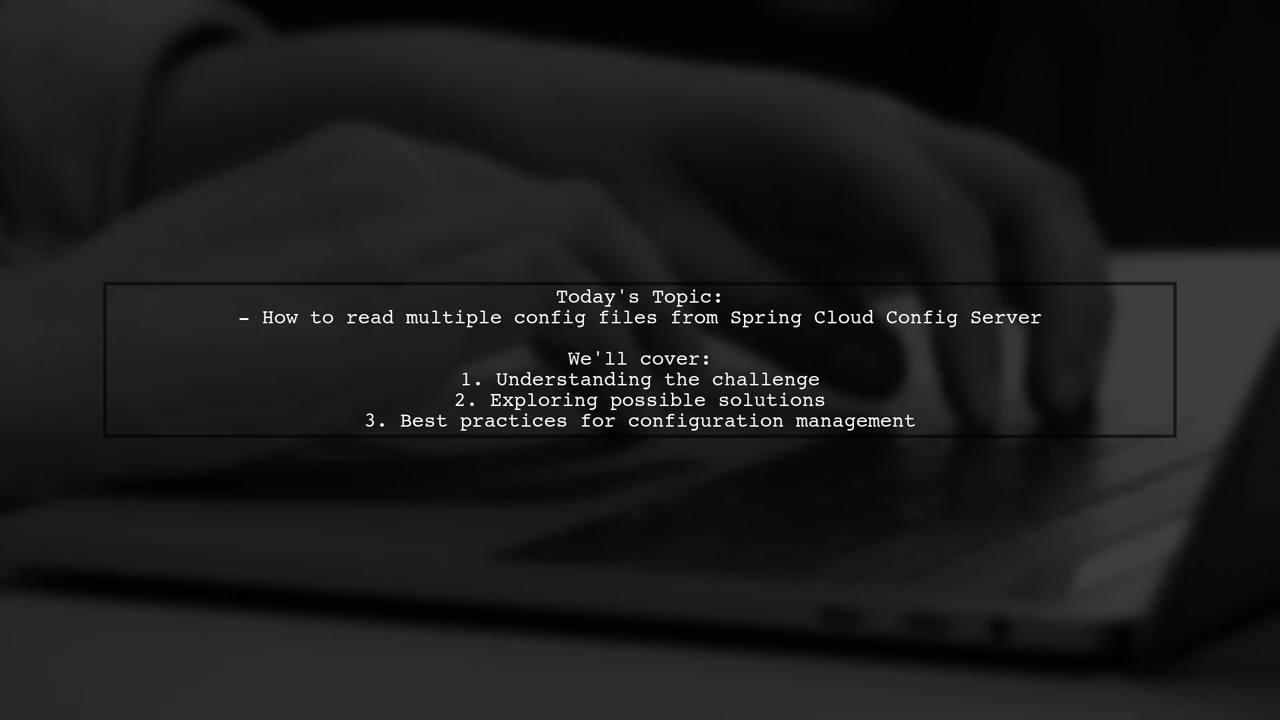 Today's Topic:
- How to read multiple config files from Spring Cloud Config Server
We'll cover:
1. Understanding the challenge
2. Exploring possible solutions
3. Best practices for configuration management